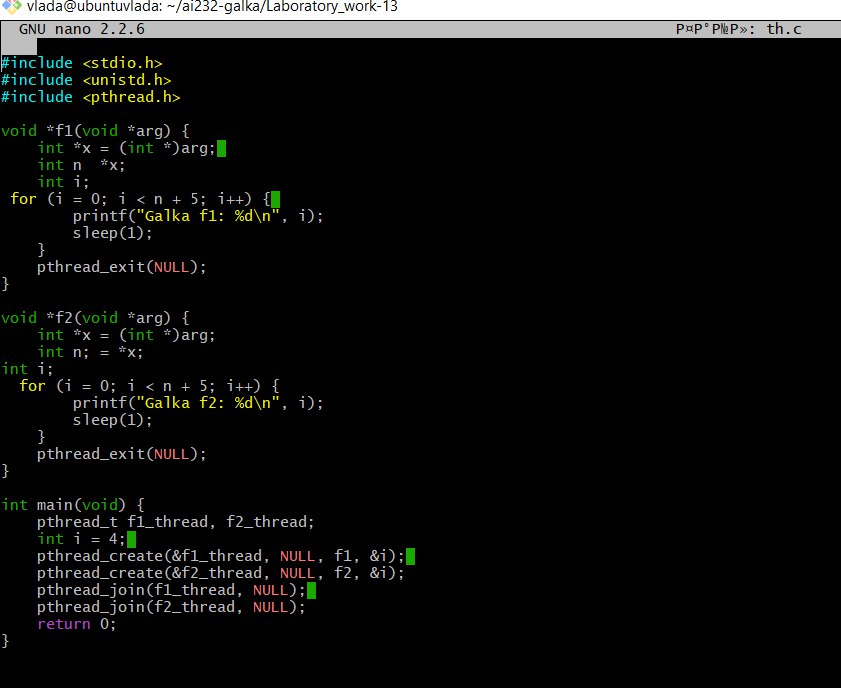 vlada@ubuntuvlada: ~/ai232-galka/Laboratory_work-13
GNU nano 2.2.6 Р¤Р°Р№Р»: th.c
#include <stdio.h>
#include <unistd.h>
#include <pthread.h>
void *f1(void *arg) {
    int *x = (int *)arg;
    int n  *x;
    int i;
 for (i = 0; i < n + 5; i++) {
        printf("Galka f1: %d\n", i);
        sleep(1);
    }
    pthread_exit(NULL);
}
void *f2(void *arg) {
    int *x = (int *)arg;
    int n; = *x;
int i;
  for (i = 0; i < n + 5; i++) {
        printf("Galka f2: %d\n", i);
        sleep(1);
    }
    pthread_exit(NULL);
}
int main(void) {
    pthread_t f1_thread, f2_thread;
    int i = 4;
    pthread_create(&f1_thread, NULL, f1, &i);
    pthread_create(&f2_thread, NULL, f2, &i);
    pthread_join(f1_thread, NULL);
    pthread_join(f2_thread, NULL);
    return 0;
}